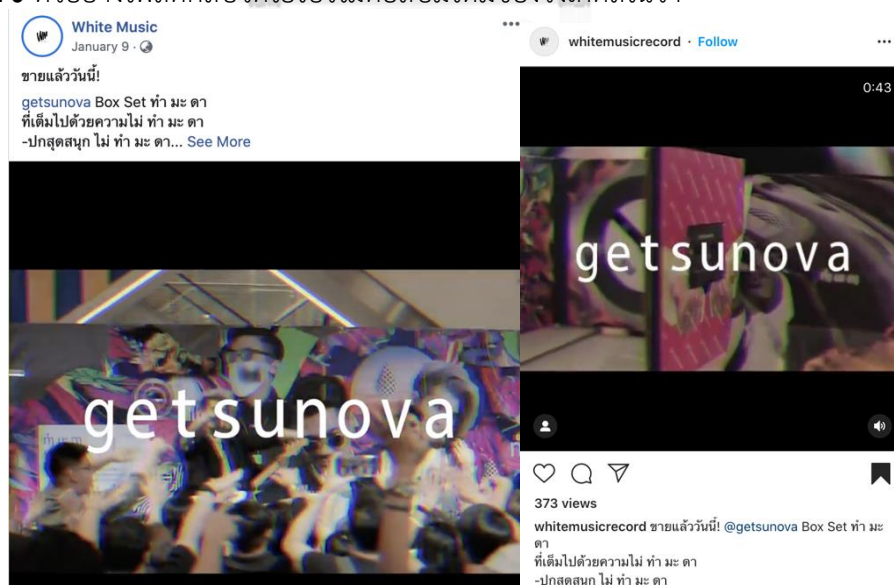 White Music
January 9 ·
ขายแล้ววันนี้!
getsunova Box Set ทำ มะ ดา
ที่เต็มไปด้วยความไม่ ทำ มะ ดา
-ปกสุดสนุก ไม่ ทำ มะ ดา... See More
getsunova
whitemusicrecord · Follow
0:43
getsunova
373 views
whitemusicrecord ขายแล้ววันนี้! @getsunova Box Set ทำ มะ
ดา
ที่เต็มไปด้วยความไม่ ทำ มะ ดา
-ปกสุดสนุก ไม่ ทำ มะ ดา